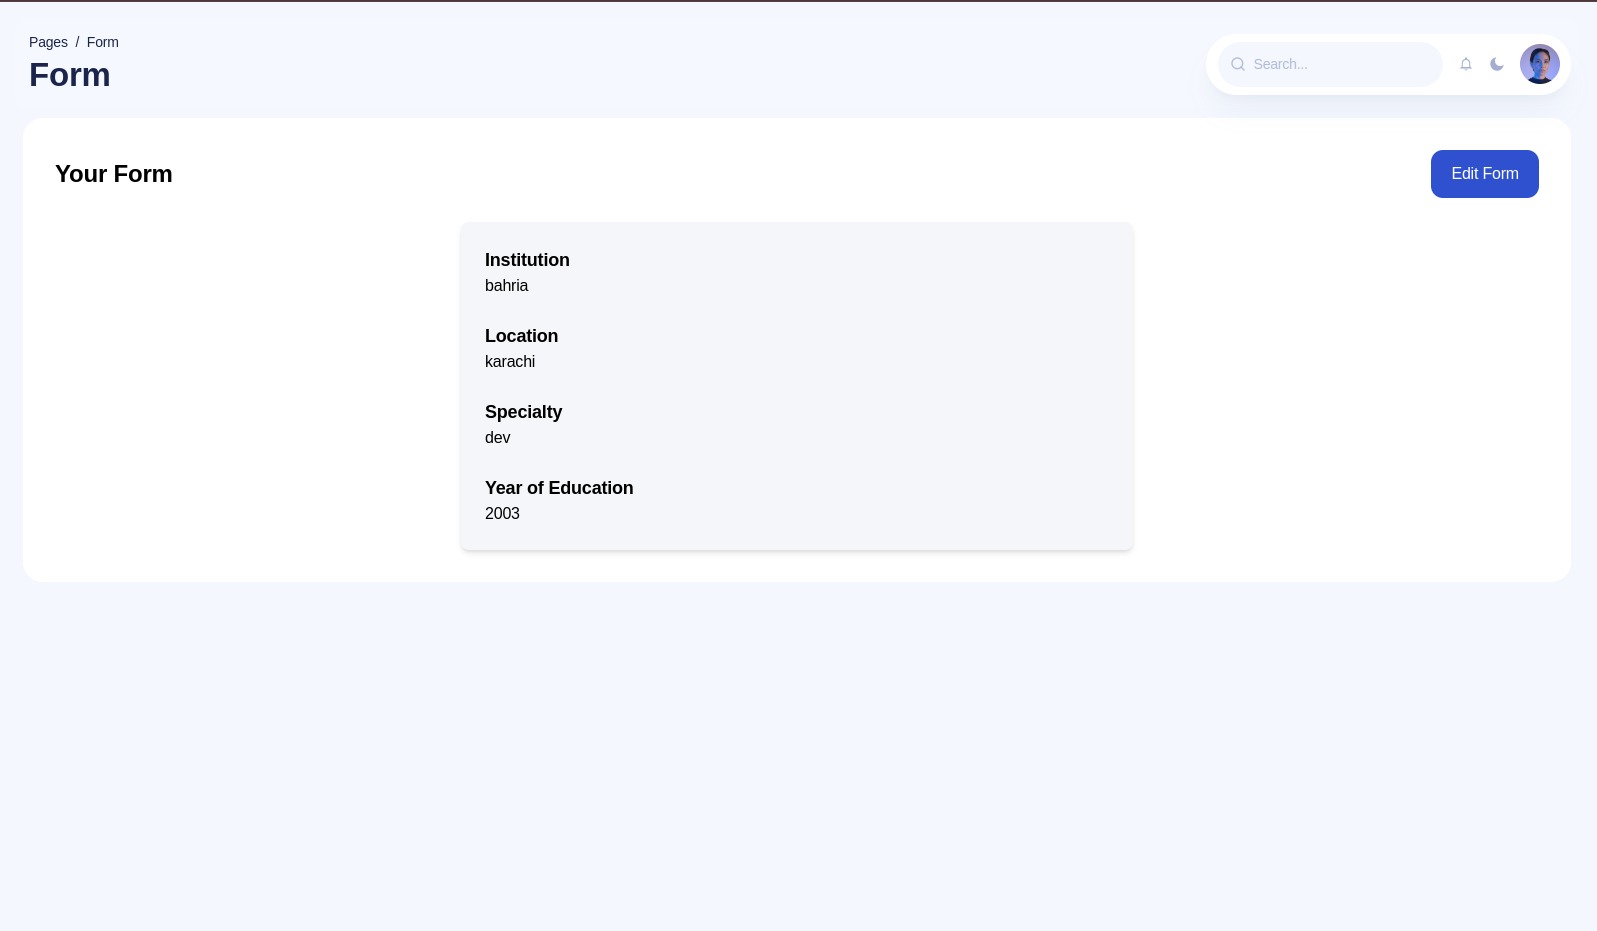 Pages / Form
Form
Search...
Your Form
Edit Form
Institution
bahria
Location
karachi
Specialty
dev
Year of Education
2003